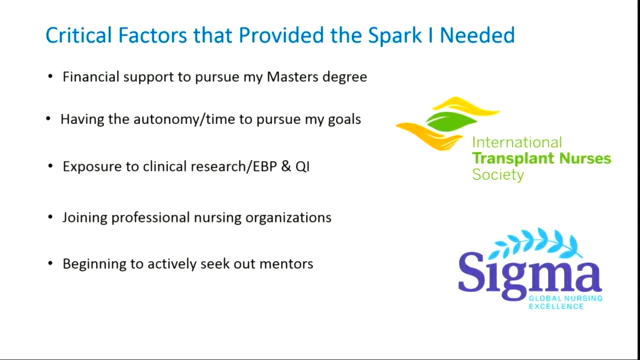 Critical Factors that Provided the Spark I Needed
• Financial support to pursue my Masters degree
• Having the autonomy/time to pursue my goals
• Exposure to clinical research/EBP & QI
• Joining professional nursing organizations
• Beginning to actively seek out mentors
International
Transplant Nurses
Society
Sigma
GLOBAL NURSING
EXCELLENCE